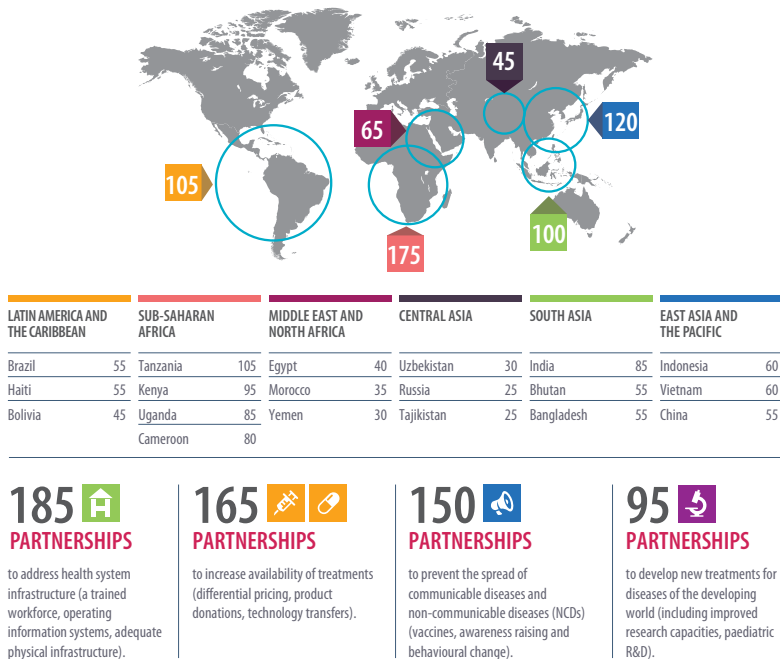 45
65
120
105
100
175
LATIN AMERICA AND
THE CARIBBEAN
Brazil 55
Haiti 55
Bolivia 45
SUB-SAHARAN
AFRICA
Tanzania 105
Kenya 95
Uganda 85
Cameroon 80
MIDDLE EAST AND
NORTH AFRICA
Egypt 40
Morocco 35
Yemen 30
CENTRAL ASIA
Uzbekistan 30
Russia 25
Tajikistan 25
SOUTH ASIA
India 85
Bhutan 55
Bangladesh 55
EAST ASIA AND
THE PACIFIC
Indonesia 60
Vietnam 60
China 55
185
PARTNERSHIPS
to address health system
infrastructure (a trained
workforce, operating
information systems, adequate
physical infrastructure).
165
PARTNERSHIPS
to increase availability of treatments
(differential pricing, product
donations, technology transfers).
150
PARTNERSHIPS
to prevent the spread of
communicable diseases and
non-communicable diseases (NCDs)
(vaccines, awareness raising and
behavioural change).
95
PARTNERSHIPS
to develop new treatments for
diseases of the developing
world (including improved
research capacities, paediatric
R&D).